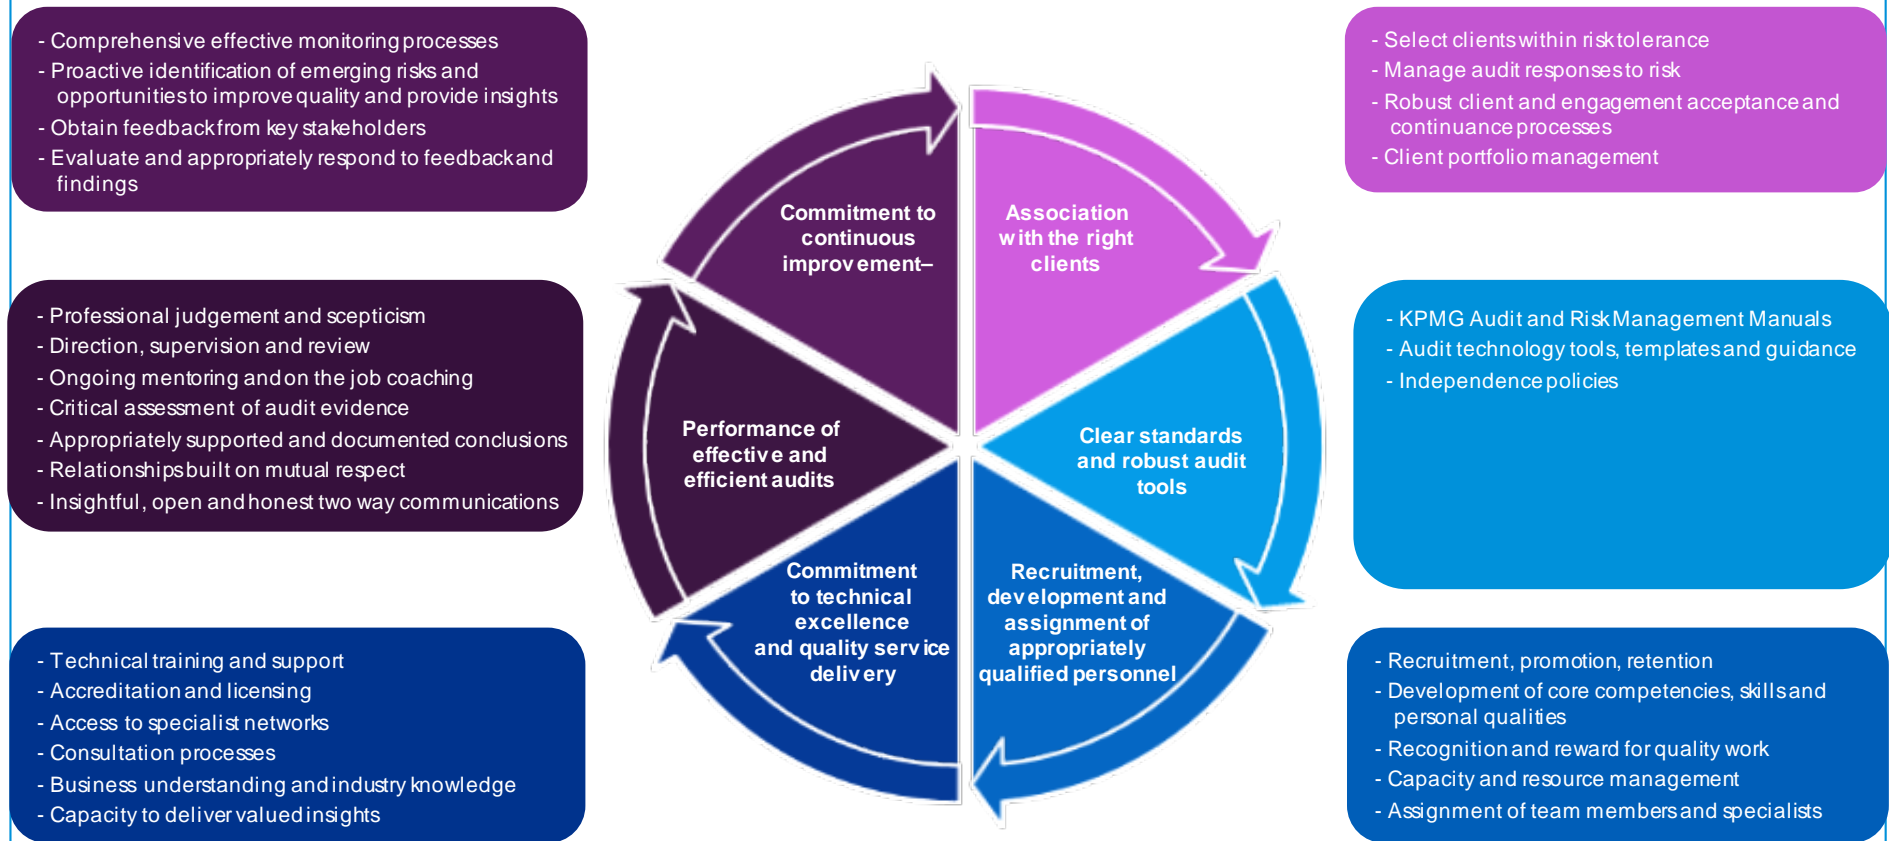 - Comprehensive effective monitoring processes
- Proactive identification of emerging risks and
opportunities to improve quality and provide insights
- Obtain feedback from key stakeholders
- Evaluate and appropriately respond to feedback and
findings
- Select clients within risk tolerance
- Manage audit responses to risk
- Robust client and engagement acceptance and
continuance processes
- Client portfolio management
Commitment to
continuous
improvement–
Association
with the right
clients
- Professional judgement and scepticism
- Direction, supervision and review
- Ongoing mentoring and on the job coaching
- Critical assessment of audit evidence
- Appropriately supported and documented conclusions
- Relationships built on mutual respect
- Insightful, open and honest two way communications
Performance of
effective and
efficient audits
Clear standards
and robust audit
tools
- KPMG Audit and Risk Management Manuals
- Audit technology tools, templates and guidance
- Independence policies
Commitment
to technical
excellence
and quality service
delivery
Recruitment,
development and
assignment of
appropriately
qualified personnel
- Technical training and support
- Accreditation and licensing
- Access to specialist networks
- Consultation processes
- Business understanding and industry knowledge
- Capacity to deliver valued insights
- Recruitment, promotion, retention
- Development of core competencies, skills and
personal qualities
- Recognition and reward for quality work
- Capacity and resource management
- Assignment of team members and specialists